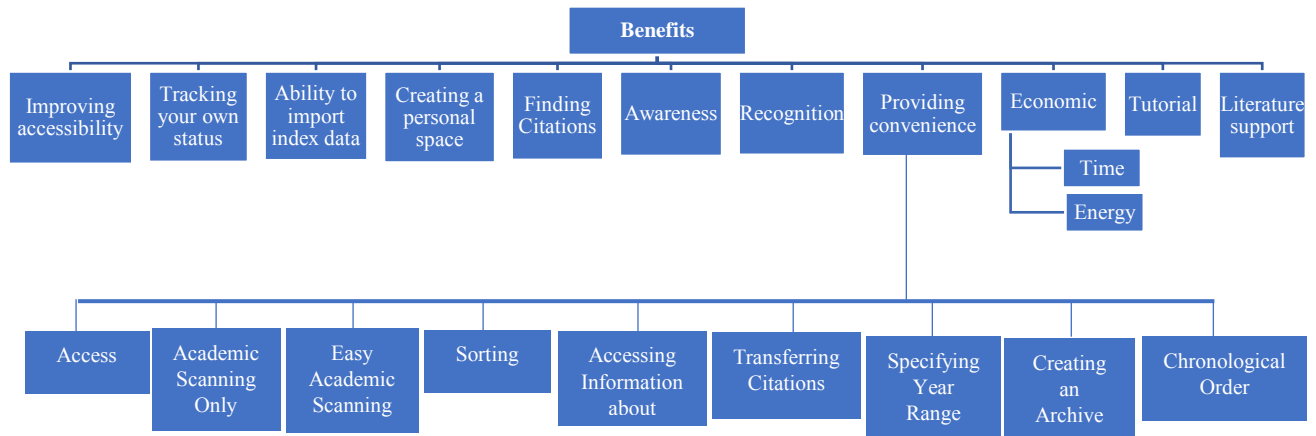 Benefits
Improving
accessibility
Tracking
your own
status
Ability to
import
index data
Creating a
personal
space
Finding
Citations
Awareness
Recognition
Providing
convenience
Economic
Tutorial
Literature
support
Time
Energy
Access
Academic
Scanning
Only
Easy
Academic
Scanning
Sorting
Accessing
Information
about
Transferring
Citations
Specifying
Year
Range
Creating
an
Archive
Chronological
Order